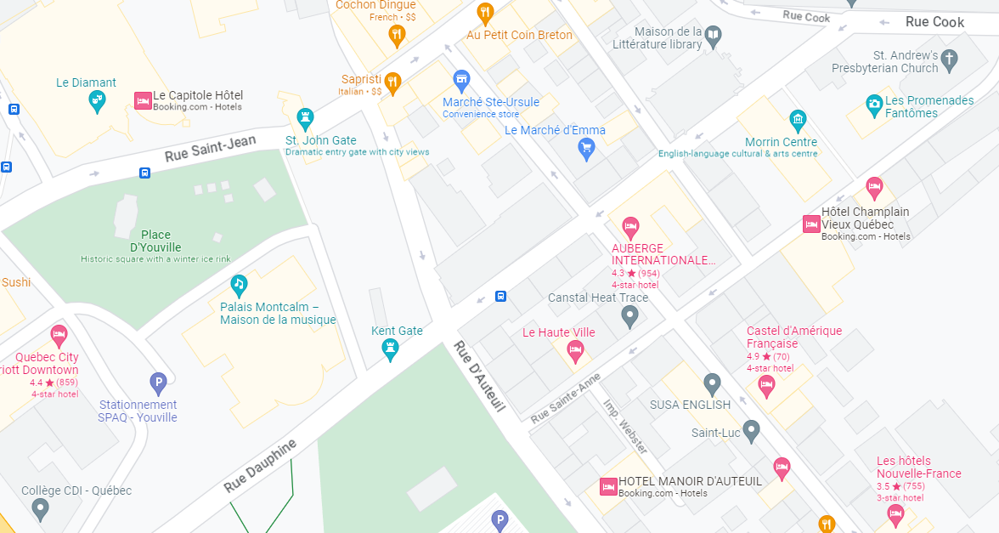 Cochon Dingue
French • $$
Au Petit Coin Breton
Maison de la
Littérature library
Rue Cook
Rue Cook
St. Andrew's
Presbyterian Church
Le Diamant
Le Capitole Hôtel
Booking.com - Hotels
Sapristi
Italian • $$
Marché Ste-Ursule
Convenience store
Les Promenades
Fantômes
Le Marché d'Emma
Morrin Centre
English-language cultural & arts centre
Rue Saint-Jean
St. John Gate
Dramatic entry gate with city views
Place
D'Youville
Historic square with a winter ice rink
Hôtel Champlain
Vieux Québec
Booking.com - Hotels
AUBERGE
INTERNATIONALE...
4.3 ★ (954)
4-star hotel
Sushi
Palais Montcalm –
Maison de la musique
Canstal Heat Trace
Kent Gate
Le Haute Ville
Castel d'Amérique
Française
4.9 ★ (70)
4-star hotel
Quebec City
riott Downtown
4.4 ★ (859)
4-star hotel
Rue D'Auteuil
Rue Sainte-Anne
Imp. Webster
P
Stationnement
SPAQ - Youville
SUSA ENGLISH
Saint-Luc
Rue Dauphine
Les hôtels
Nouvelle-France
3.5 ★ (755)
3-star hotel
HOTEL MANOIR D'AUTEUIL
Booking.com - Hotels
Collège CDI - Québec
P